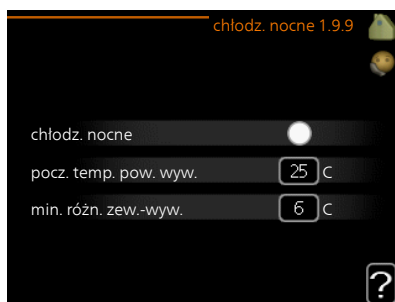 chłodz. nocne 1.9.9
chłodz. nocne
pocz. temp. pow. wyw. 25 C
min. różn. zew.-wyw. 6 C
?